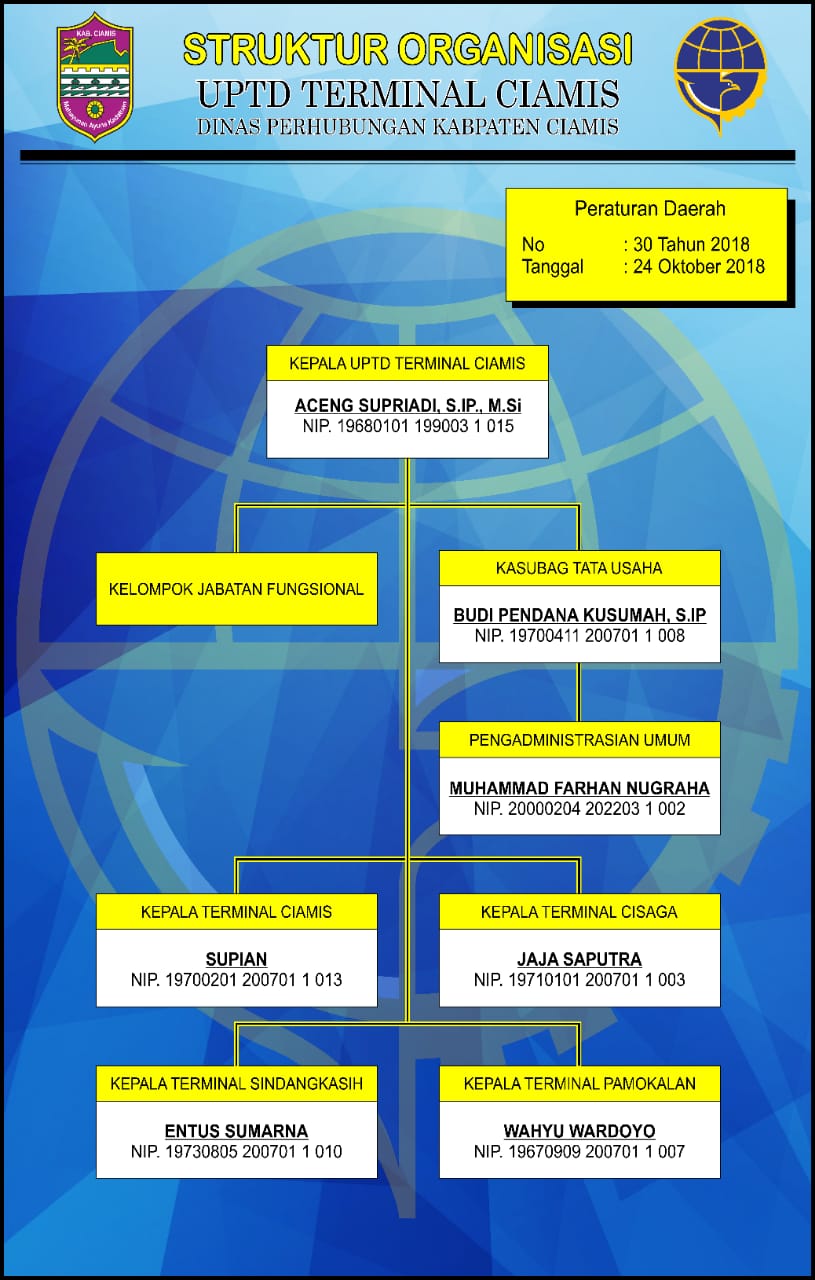 KAB. CIAMIS
Mahayunan Ayuna Kadatuan
STRUKTUR ORGANISASI
UPTD TERMINAL CIAMIS
DINAS PERHUBUNGAN KABPATEN CIAMIS
Peraturan Daerah
No : 30 Tahun 2018
Tanggal : 24 Oktober 2018
KEPALA UPTD TERMINAL CIAMIS
ACENG SUPRIADI, S.IP., M.Si
NIP. 19680101 199003 1 015
KELOMPOK JABATAN FUNGSIONAL
KASUBAG TATA USAHA
BUDI PENDANA KUSUMAH, S.IP
NIP. 19700411 200701 1 008
PENGADMINISTRASIAN UMUM
MUHAMMAD FARHAN NUGRAHA
NIP. 20000204 202203 1 002
KEPALA TERMINAL CIAMIS
SUPIAN
NIP. 19700201 200701 1 013
KEPALA TERMINAL CISAGA
JAJA SAPUTRA
NIP. 19710101 200701 1 003
KEPALA TERMINAL SINDANGKASIH
ENTUS SUMARNA
NIP. 19730805 200701 1 010
KEPALA TERMINAL PAMOKALAN
WAHYU WARDOYO
NIP. 19670909 200701 1 007